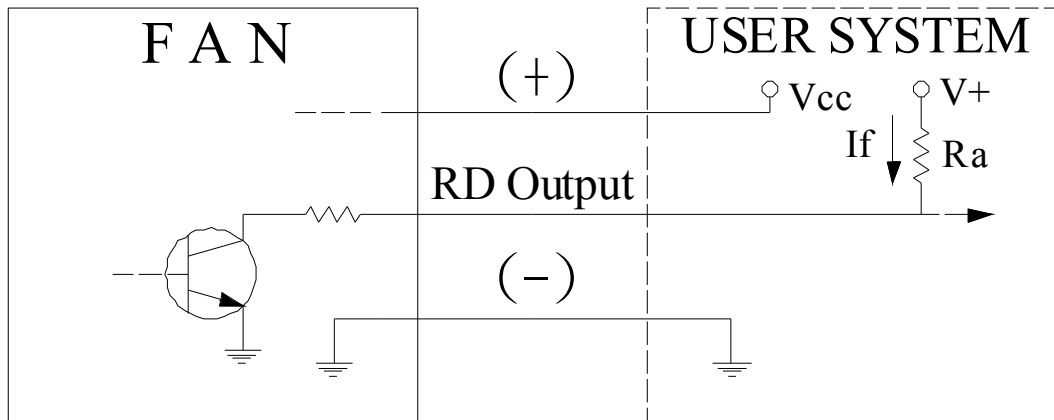 F A N
USER SYSTEM
(+)
Vcc
V+
If
Ra
RD Output
(-)